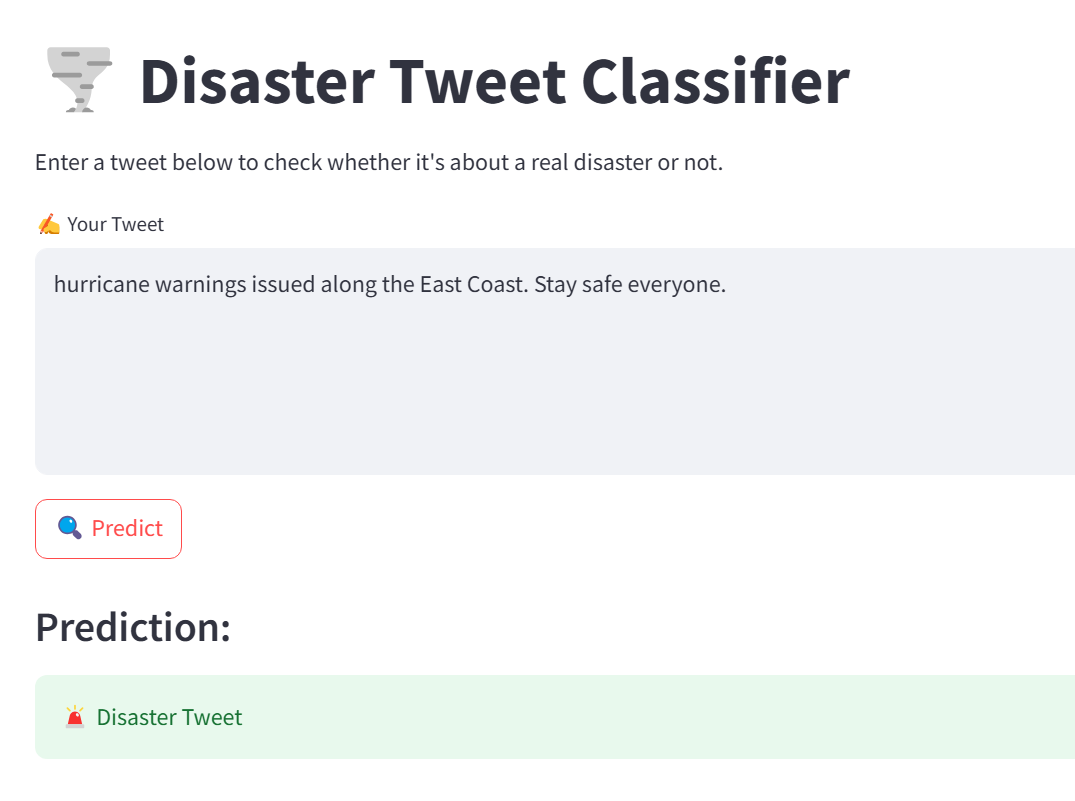 Disaster Tweet Classifier
Enter a tweet below to check whether it's about a real disaster or not.
✍️ Your Tweet
hurricane warnings issued along the East Coast. Stay safe everyone.
🔍 Predict
Prediction:
🚨 Disaster Tweet